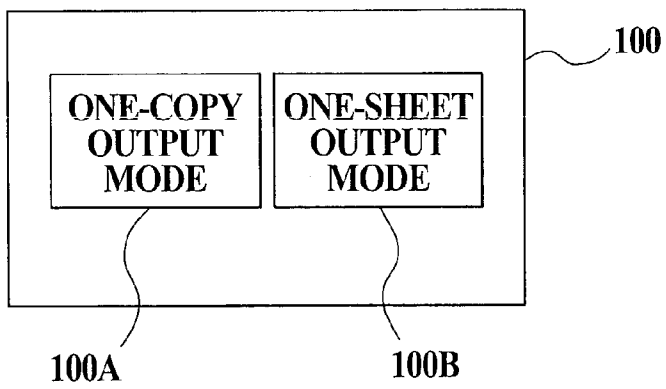 100
ONE-COPY
OUTPUT
MODE
ONE-SHEET
OUTPUT
MODE
100A
100B